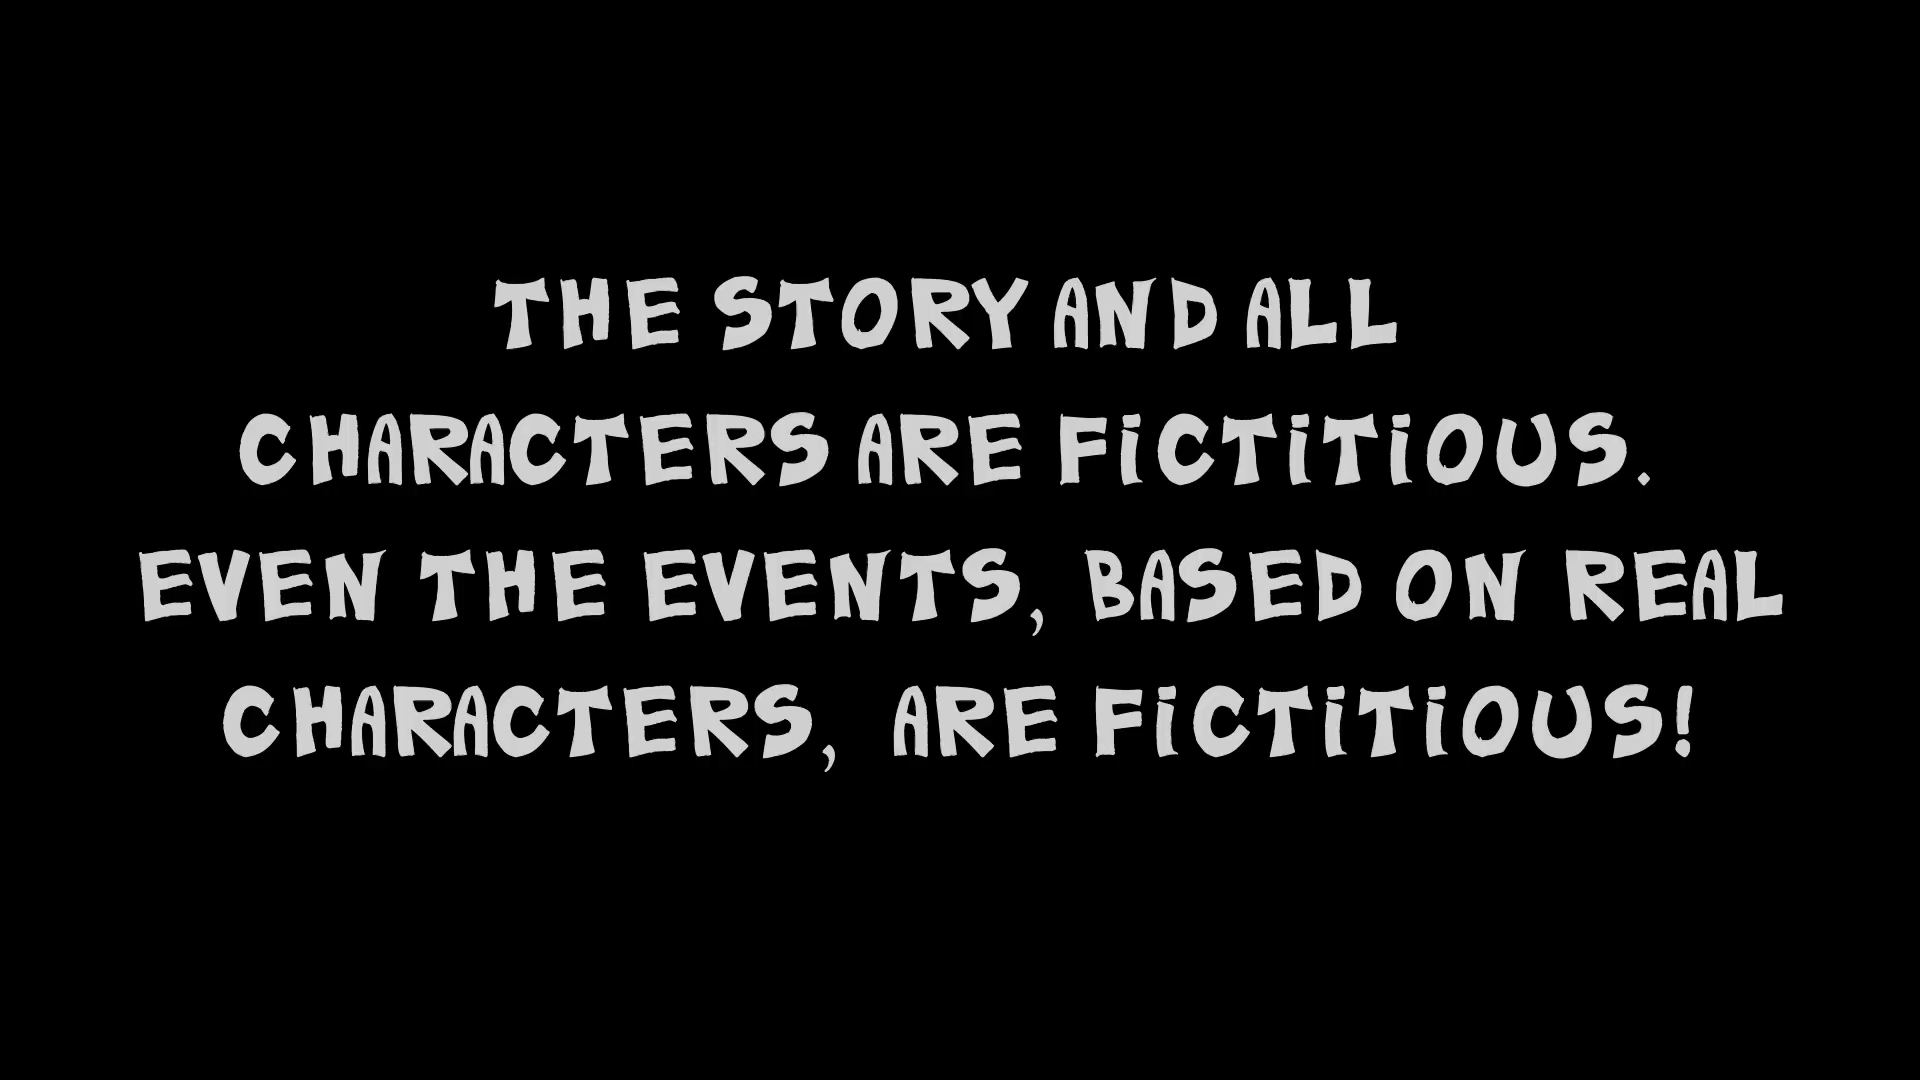 THE STORY AND ALL
CHARACTERS ARE FiCTiTiOUS.
EVEN THE EVENTS, BASED ON REAL
CHARACTERS, ARE FiCTiTiOUS!